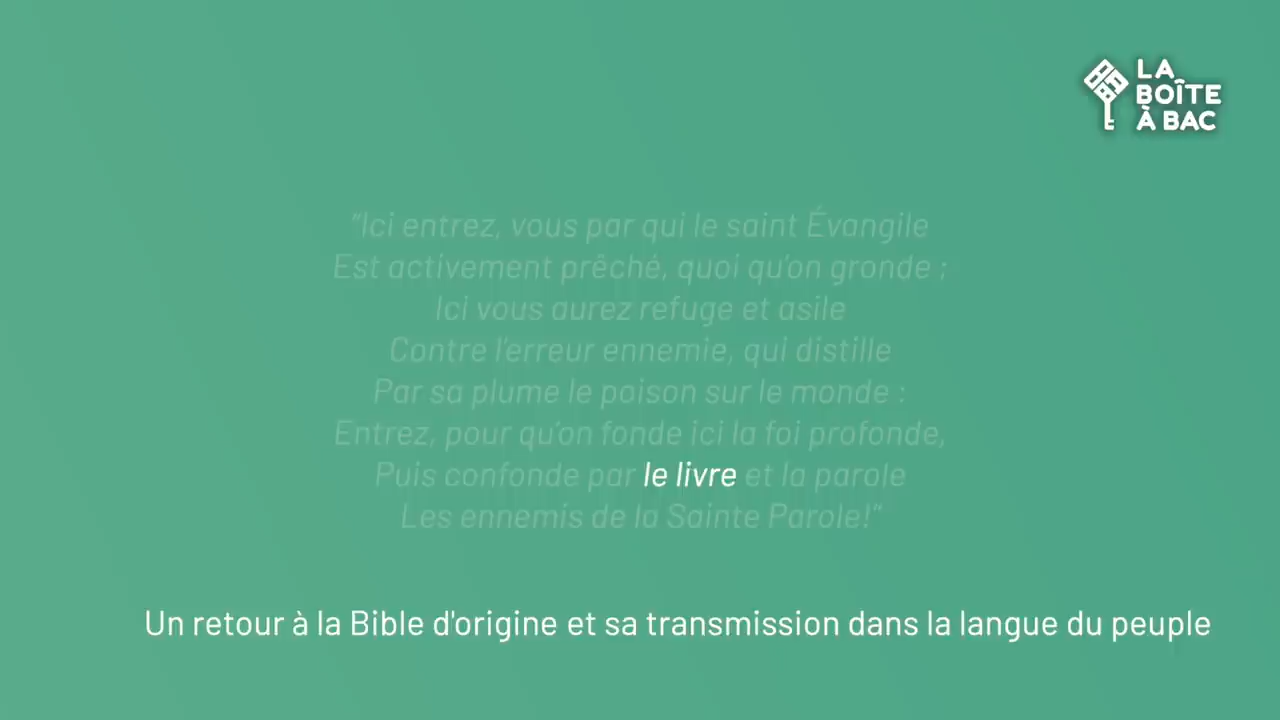 LA
BOÎTE
À BAC
"Ici entrez, vous par qui le saint Évangile
Est activement prêché, quoi qu'on gronde :
Ici vous aurez refuge et asile
Contre l'erreur ennemie, qui distille
Par sa plume le poison sur le monde :
Entrez, pour qu'on fonde ici la foi profonde,
Puis confonde par le livre et la parole
Les ennemis de la Sainte Parole!"
Un retour à la Bible d'origine et sa transmission dans la langue du peuple